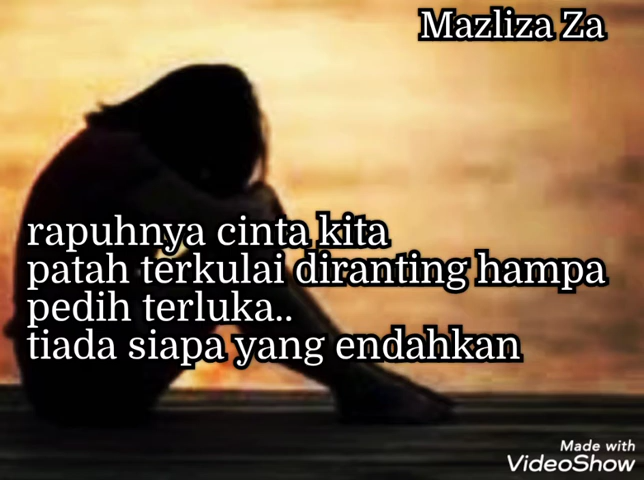 Mazliza Za
rapuhnya cinta kita
patah terkulai diranting hampa
pedih terluka..
tiada siapa yang endahkan
Made with
VideoShow